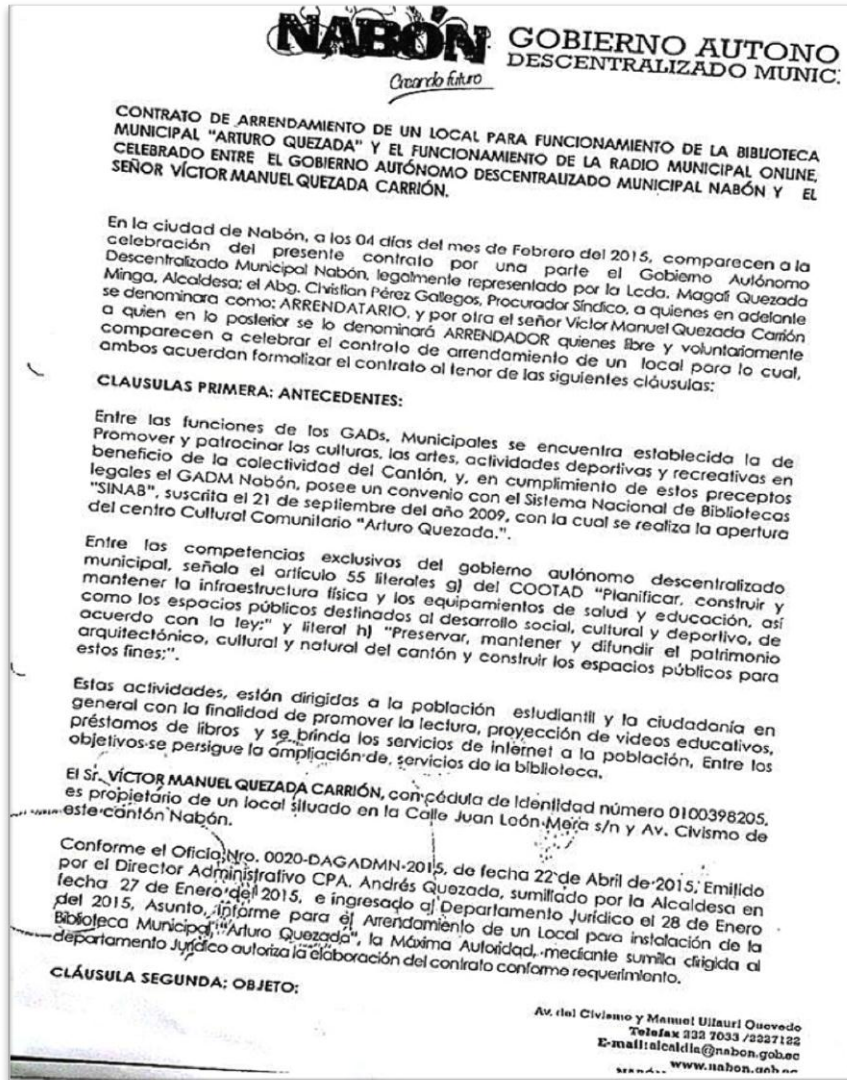 NABÓN
Creando futuro
GOBIERNO AUTONO
DESCENTRALIZADO MUNIC
CONTRATO DE ARRENDAMIENTO DE UN LOCAL PARA FUNCIONAMIENTO DE LA BIBLIOTECA
MUNICIPAL "ARTURO QUEZADA" Y EL FUNCIONAMIENTO DE LA RADIO MUNICIPAL ONLINE,
CELEBRADO ENTRE EL GOBIERNO AUTÓNOMO DESCENTRALIZADO MUNICIPAL NABÓN Y EL
SEÑOR VÍCTOR MANUEL QUEZADA CARRIÓN.
En la ciudad de Nabón, a los 04 días del mes de Febrero del 2015, comparecen a la
celebración del presente contrato por una parte el Gobierno Autónomo
Descentralizado Municipal Nabón, legalmente representado por la Lcda. Magali Quezada
Minga, Alcaldesa; el Abg. Christian Pérez Gallegos, Procurador Síndico, a quienes en adelante
se denominara como: ARRENDATARIO, y por otra el señor Víctor Manuel Quezada Carrión
a quien en lo posterior se lo denominará ARRENDADOR quienes libre y voluntariamente
comparecen a celebrar el contrato de arrendamiento de un local para lo cual,
ambos acuerdan formalizar el contrato al tenor de las siguientes cláusulas:
CLAUSULAS PRIMERA: ANTECEDENTES:
Entre las funciones de los GADs, Municipales se encuentra establecida la de
Promover y patrocinar las culturas, las artes, actividades deportivas y recreativas en
beneficio de la colectividad del Cantón, y, en cumplimiento de estos preceptos
legales el GADM Nabón, posee un convenio con el Sistema Nacional de Bibliotecas
"SINAB", suscrita el 21 de septiembre del año 2009, con la cual se realiza la apertura
del centro Cultural Comunitario "Arturo Quezada.".
Entre las competencias exclusivas del gobierno autónomo descentralizado
municipal, señala el artículo 55 literales g) del COOTAD "Planificar, construir y
mantener la infraestructura física y los equipamientos de salud y educación, así
como los espacios públicos destinados al desarrollo social, cultural y deportivo, de
acuerdo con la ley;" y literal h) "Preservar, mantener y difundir el patrimonio
arquitectónico, cultural y natural del cantón y construir los espacios públicos para
estos fines;".
Estas actividades, están dirigidas a la población estudiantil y la ciudadanía en
general con la finalidad de promover la lectura, proyección de videos educativos,
préstamos de libros y se brinda los servicios de internet a la población, Entre los
objetivos se persigue la ampliación de, servicios de la biblioteca.
El Sr. VÍCTOR MANUEL QUEZADA CARRIÓN, con cédula de Identidad número 0100398205,
es propietario de un local situado en la Calle Juan León Mera s/n y Av. Civismo de
este cantón Nabón.
Conforme el Oficio Nro. 0020-DAGADMN-2015, de fecha 22 de Abril de 2015, Emitido
por el Director Administrativo CPA. Andrés Quezada, sumillado por la Alcaldesa en
fecha 27 de Enero del 2015, e ingresado al Departamento Jurídico el 28 de Enero
del 2015, Asunto, Informe para el Arrendamiento de un Local para instalación de la
Biblioteca Municipal "Arturo Quezada", la Máxima Autoridad, mediante sumilla dirigida al
departamento Jurídico autoriza la elaboración del contrato conforme requerimiento.
CLÁUSULA SEGUNDA: OBJETO:
Av. del Civismo y Manuel Ullauri Quevedo
Telefax 222 7033 /2227122
E-mail:alcaldia@nabon.gob.ec
www.nabon.gob.ec